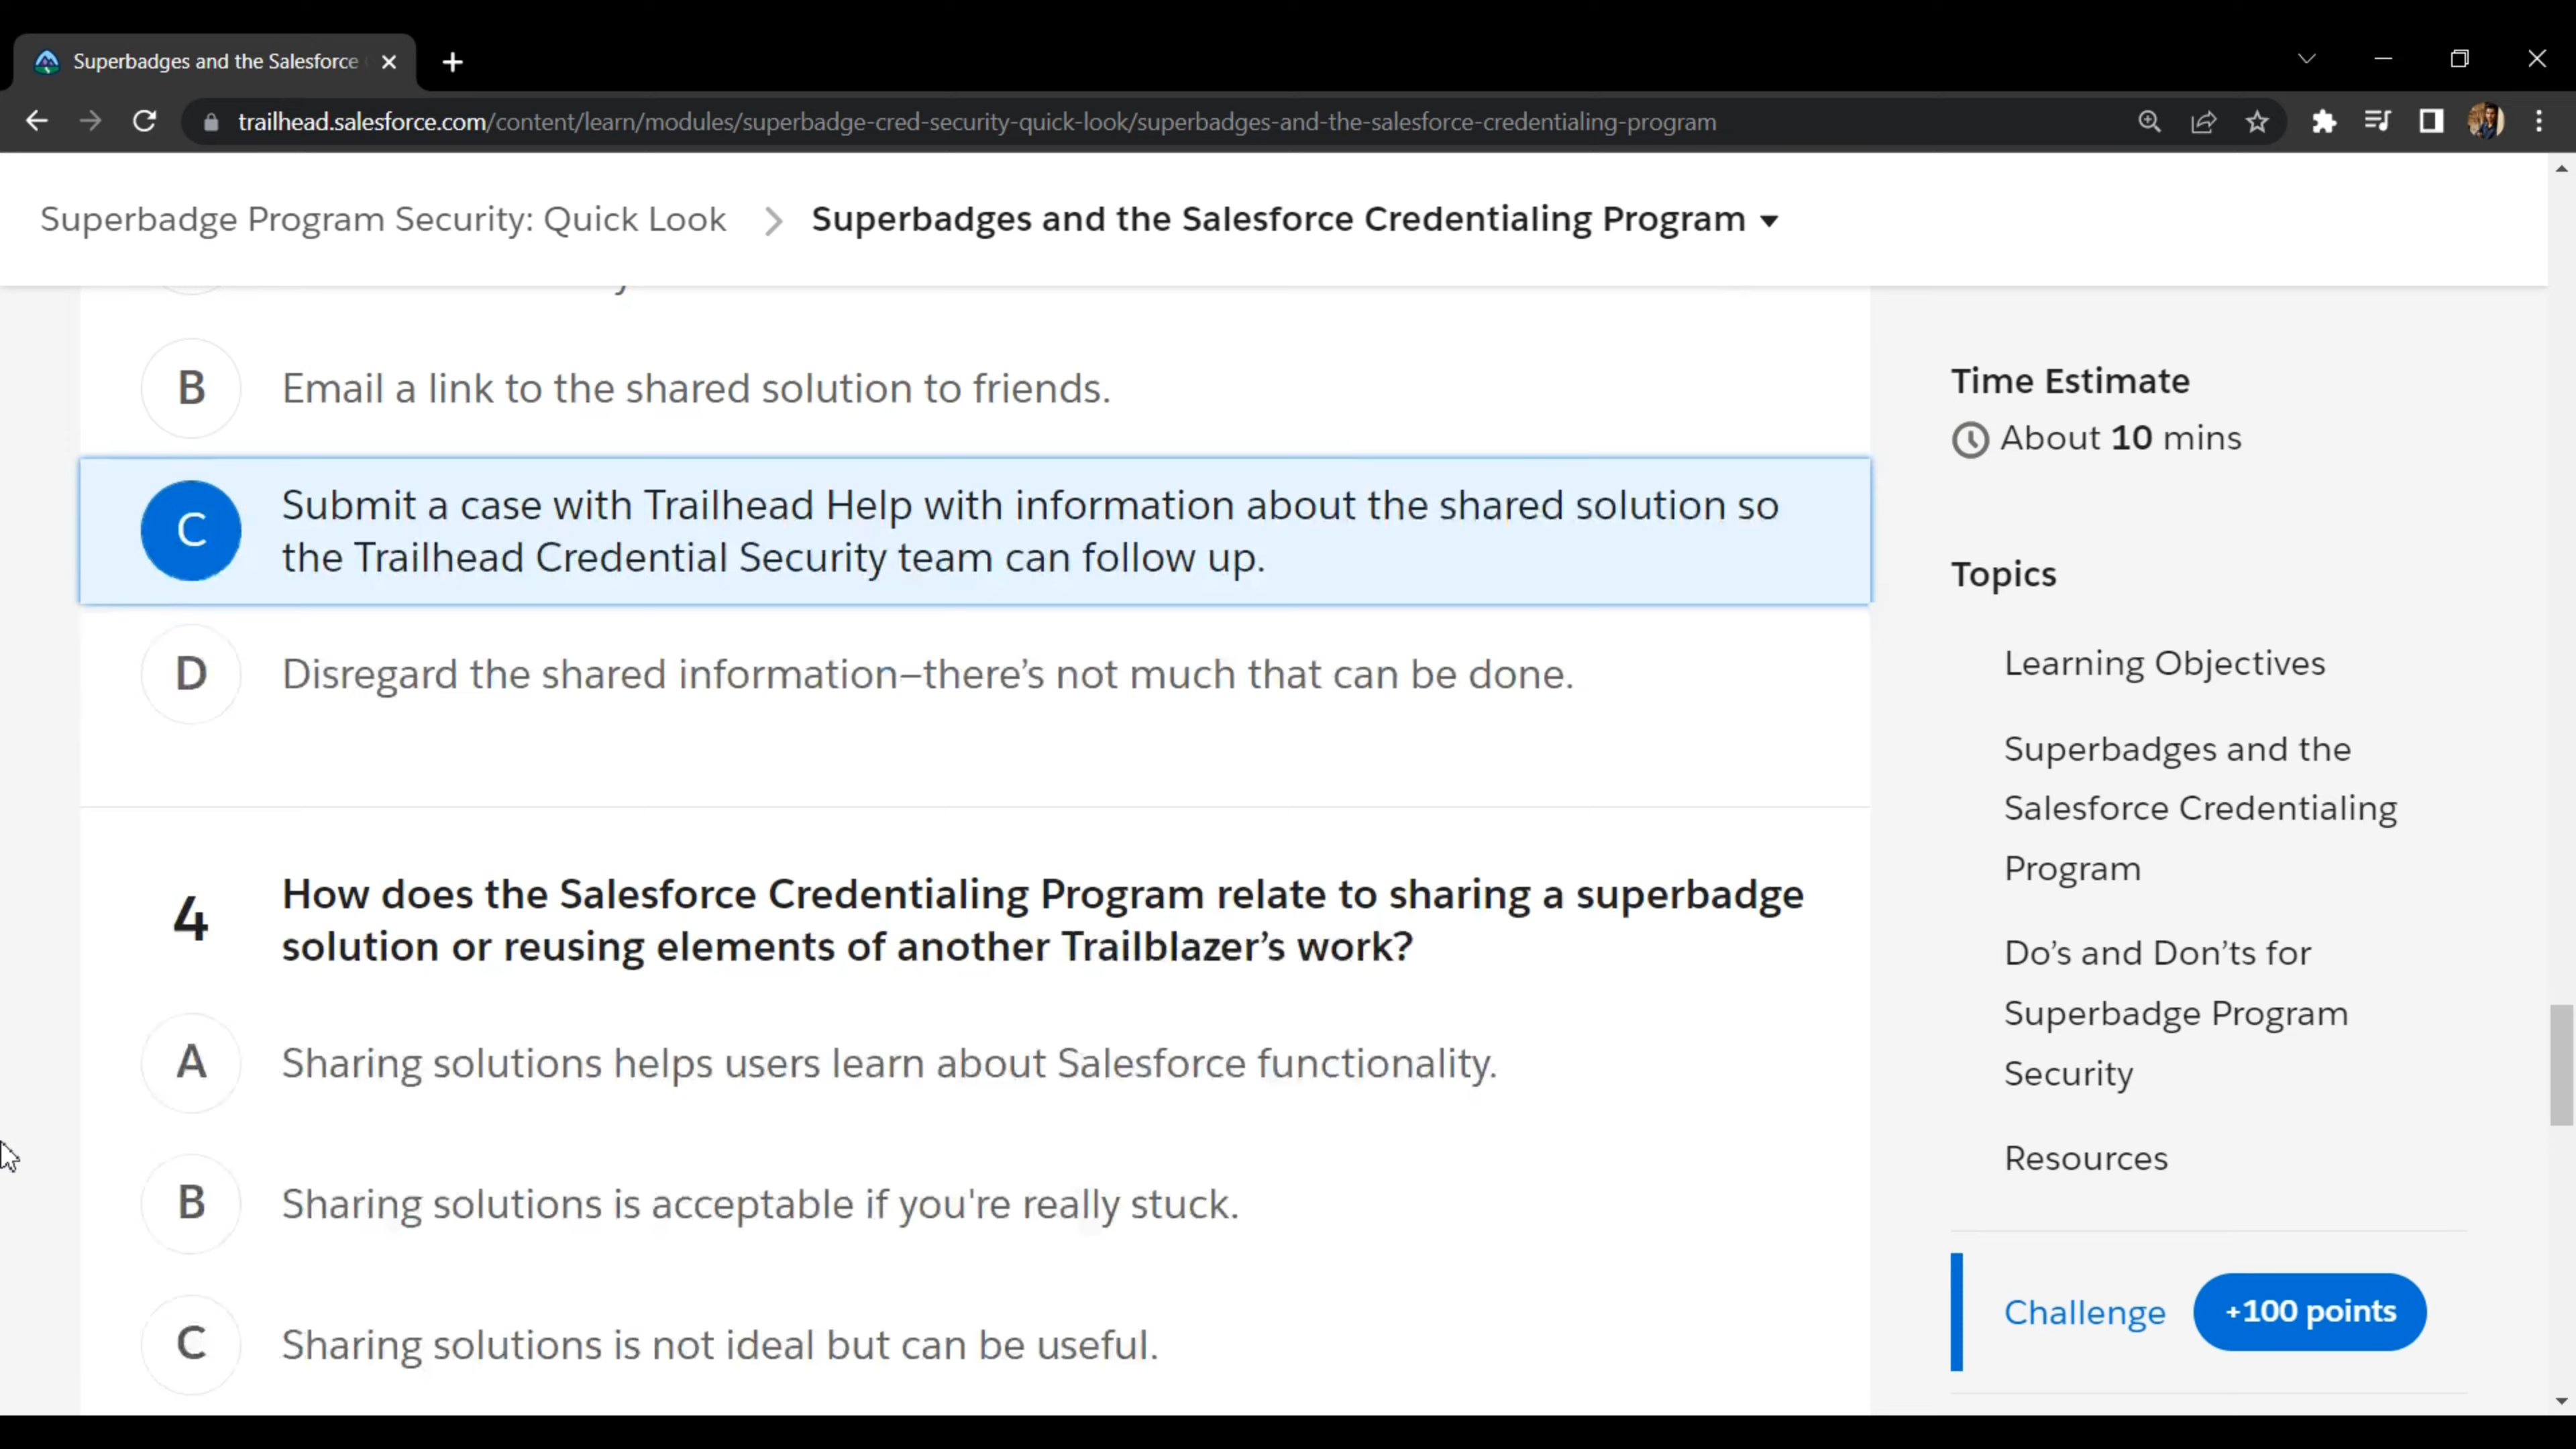 Superbadges and the Salesforce
trailhead.salesforce.com/content/learn/modules/superbadge-cred-security-quick-look/superbadges-and-the-salesforce-credentialing-program
Superbadge Program Security: Quick Look
Superbadges and the Salesforce Credentialing Program
B
Email a link to the shared solution to friends.
C
Submit a case with Trailhead Help with information about the shared solution so
the Trailhead Credential Security team can follow up.
D
Disregard the shared information—there’s not much that can be done.
4
How does the Salesforce Credentialing Program relate to sharing a superbadge
solution or reusing elements of another Trailblazer’s work?
A
Sharing solutions helps users learn about Salesforce functionality.
B
Sharing solutions is acceptable if you're really stuck.
C
Sharing solutions is not ideal but can be useful.
Time Estimate
About 10 mins
Topics
Learning Objectives
Superbadges and the
Salesforce Credentialing
Program
Do’s and Don’ts for
Superbadge Program
Security
Resources
Challenge
+100 points